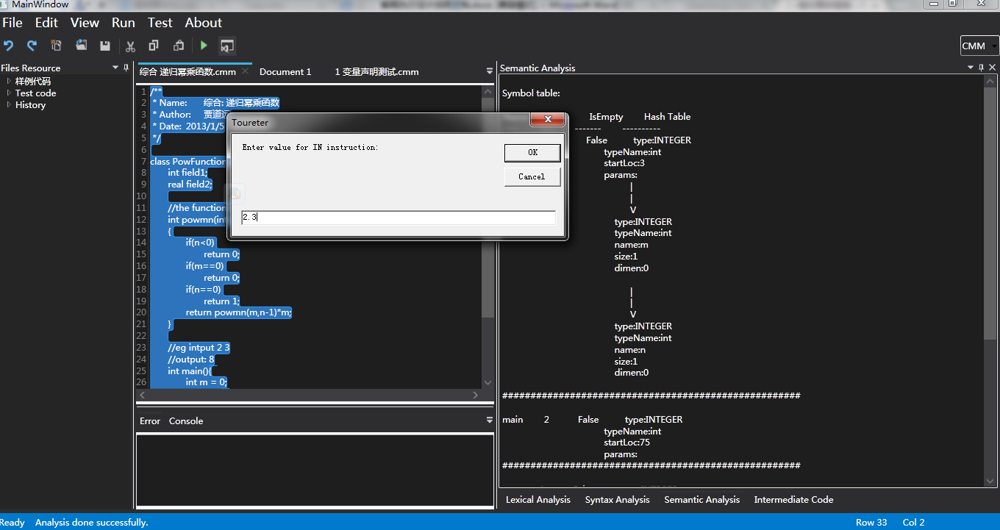 MainWindow
File Edit View Run Test About
CMM
Files Resource
样例代码
Test code
History
综合 递归幂乘函数.cmm
Document 1
1 变量声明测试.cmm
1 /**
2 * Name: 综合: 递归幂乘函数
3 * Author: 贾道远
4 * Date: 2013/1/5
5 */
6
7 class PowFunction
8 int field1;
9 real field2;
10
11 //the function
12 int powmn(int
13 {
14 if(n<0)
15 return 0;
16 if(m==0)
17 return 0;
18 if(n==0)
19 return 1;
20 return powmn(m,n-1)*m;
21 }
22
23 //eg intput 2 3
24 //output: 8
25 int main(){
26 int m = 0;
Toureter
Enter value for IN instruction:
OK
Cancel
2.3
Error Console
Semantic Analysis
Symbol table:
IsEmpty Hash Table
------- ----------
False type:INTEGER
typeName:int
startLoc:3
params:
|
|
V
type:INTEGER
typeName:int
name:m
size:1
dimen:0
|
|
V
type:INTEGER
typeName:int
name:n
size:1
dimen:0
####################################################
main 2 False type:INTEGER
typeName:int
startLoc:75
params:
####################################################
Lexical Analysis Syntax Analysis Semantic Analysis Intermediate Code
Ready Analysis done successfully.
Row 33 Col 2